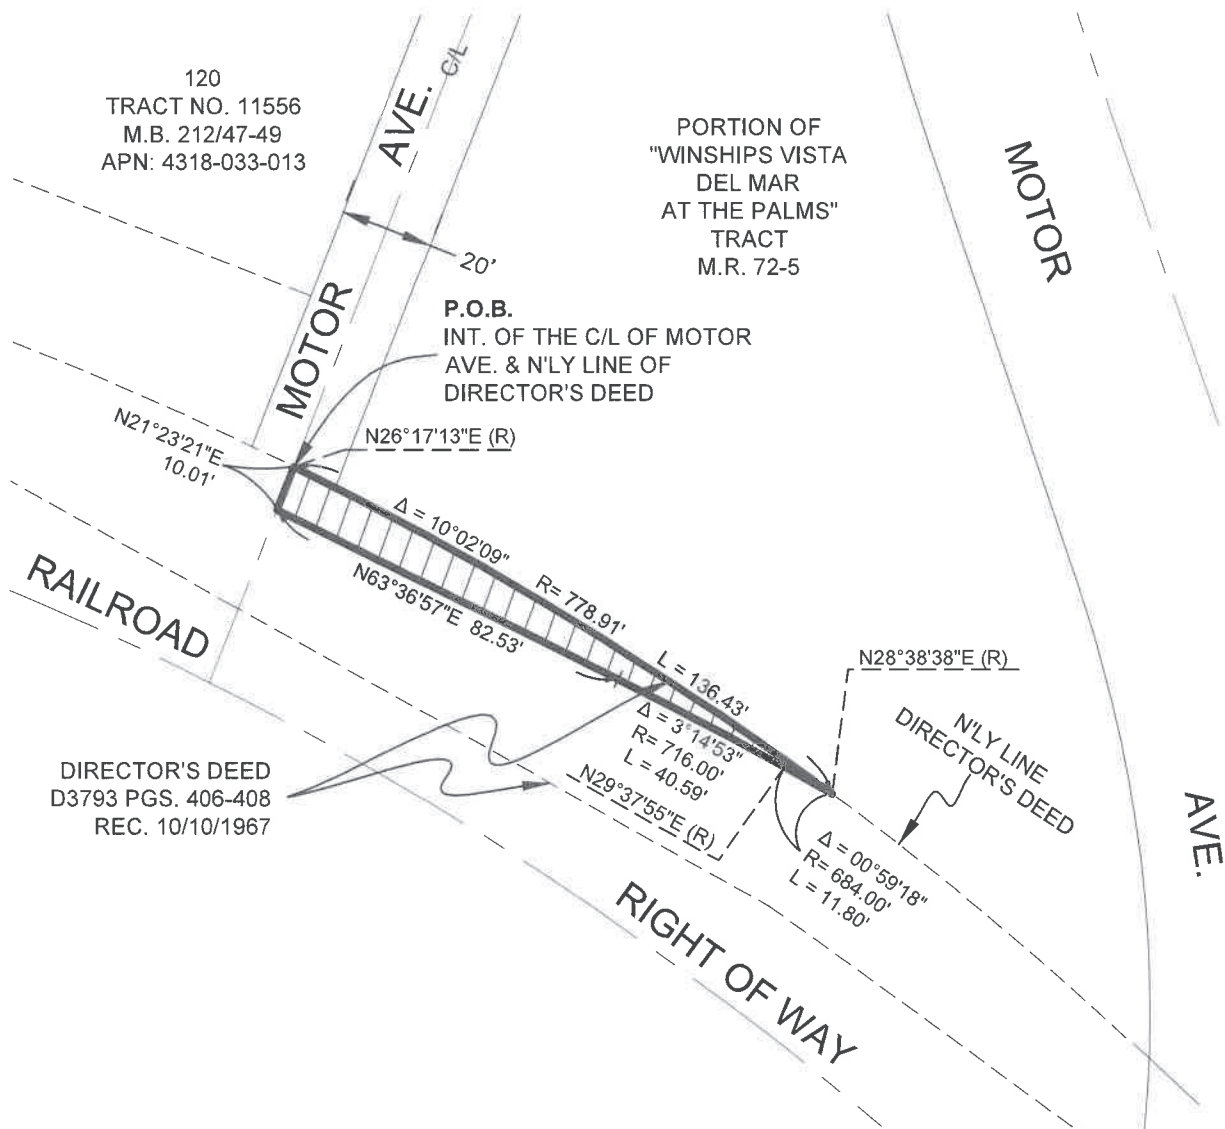 120
TRACT NO. 11556
M.B. 212/47-49
APN: 4318-033-013
MOTOR AVE. C/L
20'
PORTION OF
"WINSHIPS VISTA
DEL MAR
AT THE PALMS"
TRACT
M.R. 72-5
MOTOR AVE.
P.O.B.
INT. OF THE C/L OF MOTOR
AVE. & N'LY LINE OF
DIRECTOR'S DEED
N21°23'21"E
10.01'
N26°17'13"E (R)
Δ = 10°02'09"
R= 778.91'
L = 136.43'
N63°36'57"E 82.53'
RAILROAD
RIGHT OF WAY
N28°38'38"E (R)
N'LY LINE
DIRECTOR'S DEED
Δ = 3°14'53"
R= 716.00'
L = 40.59'
N29°37'55"E (R)
Δ = 00°59'18"
R= 684.00'
L = 11.80'
DIRECTOR'S DEED
D3793 PGS. 406-408
REC. 10/10/1967